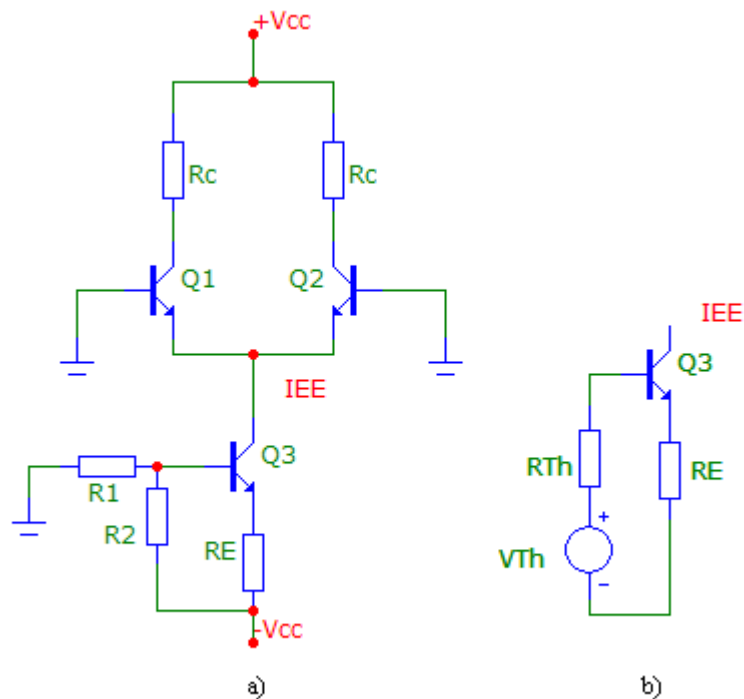 +Vcc
Rc Rc
Q1 Q2
IEE
IEE
Q3
Q3
R1
RTh RE
R2
RE
VTh
+
-
-Vcc
a) b)